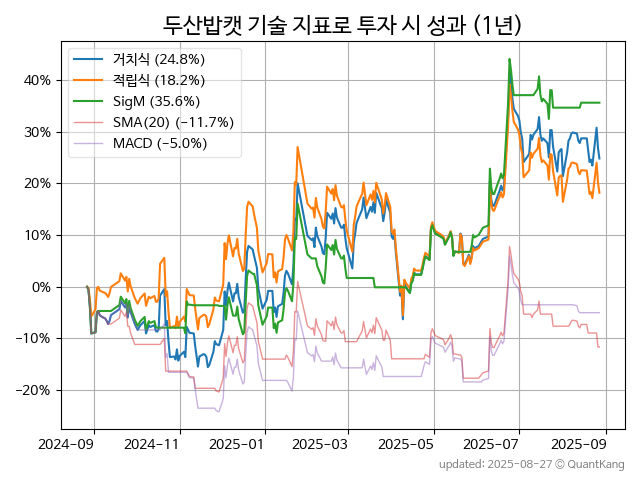 두산밥캣 기술 지표로 투자 시 성과 (1년)
거치식 (24.8%)
적립식 (18.2%)
SigM (35.6%)
SMA(20) (−11.7%)
MACD (−5.0%)
40%
30%
20%
10%
0%
−10%
−20%
2024-09 2024-11 2025-01 2025-03 2025-05 2025-07 2025-09
updated: 2025-08-27 © QuantKang